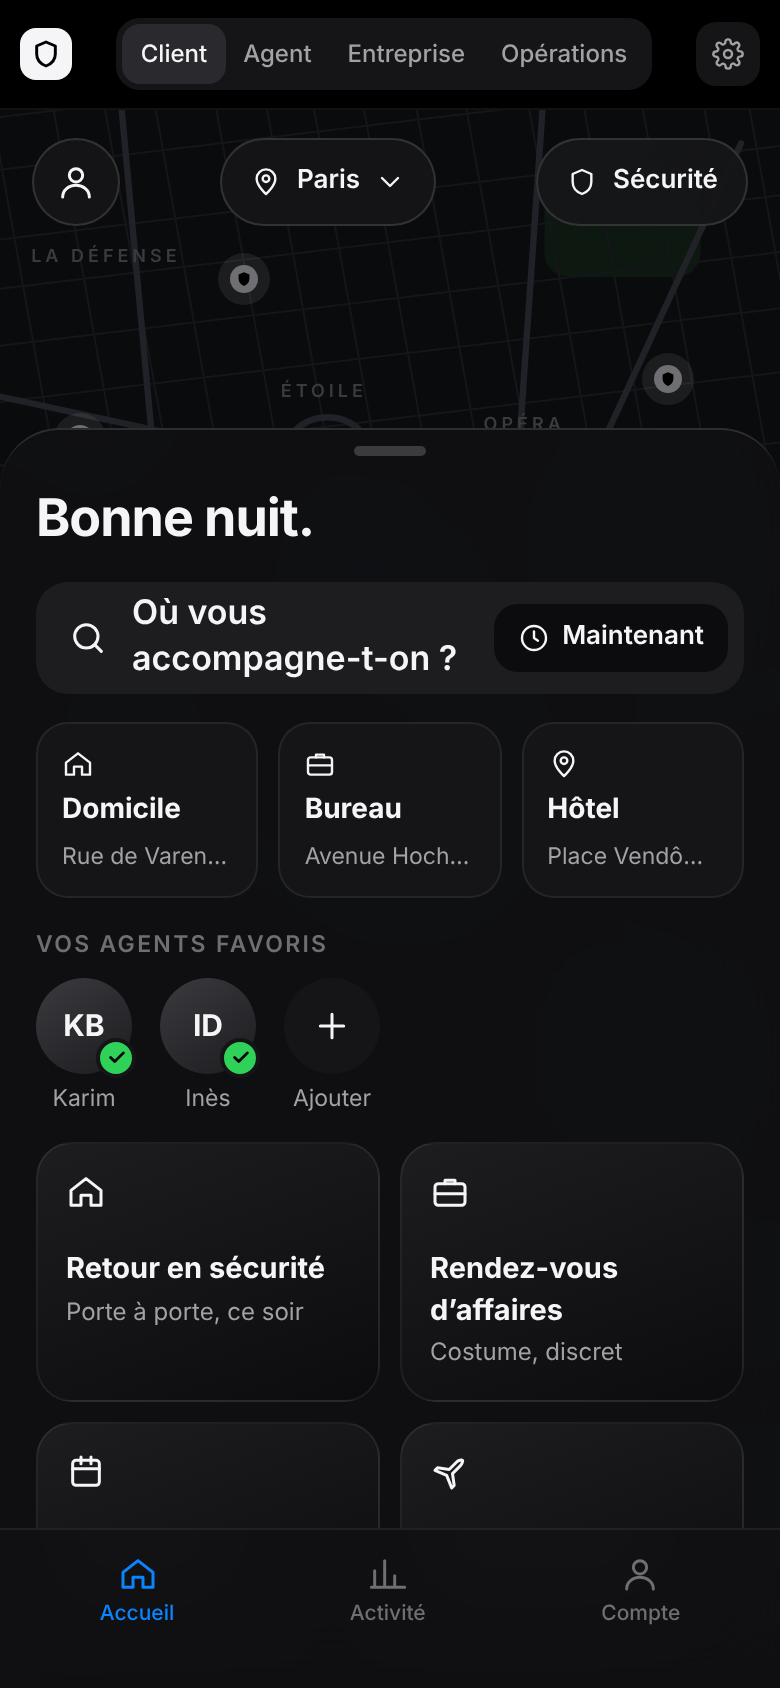 Client Agent Entreprise Opérations
Paris
Sécurité
LA DÉFENSE
ÉTOILE
OPÉRA
Bonne nuit.
Où vous
accompagne-t-on ?
Maintenant
Domicile
Rue de Varen...
Bureau
Avenue Hoch...
Hôtel
Place Vendô...
VOS AGENTS FAVORIS
KB
ID
Karim
Inès
Ajouter
Retour en sécurité
Porte à porte, ce soir
Rendez-vous
d’affaires
Costume, discret
Accueil
Activité
Compte